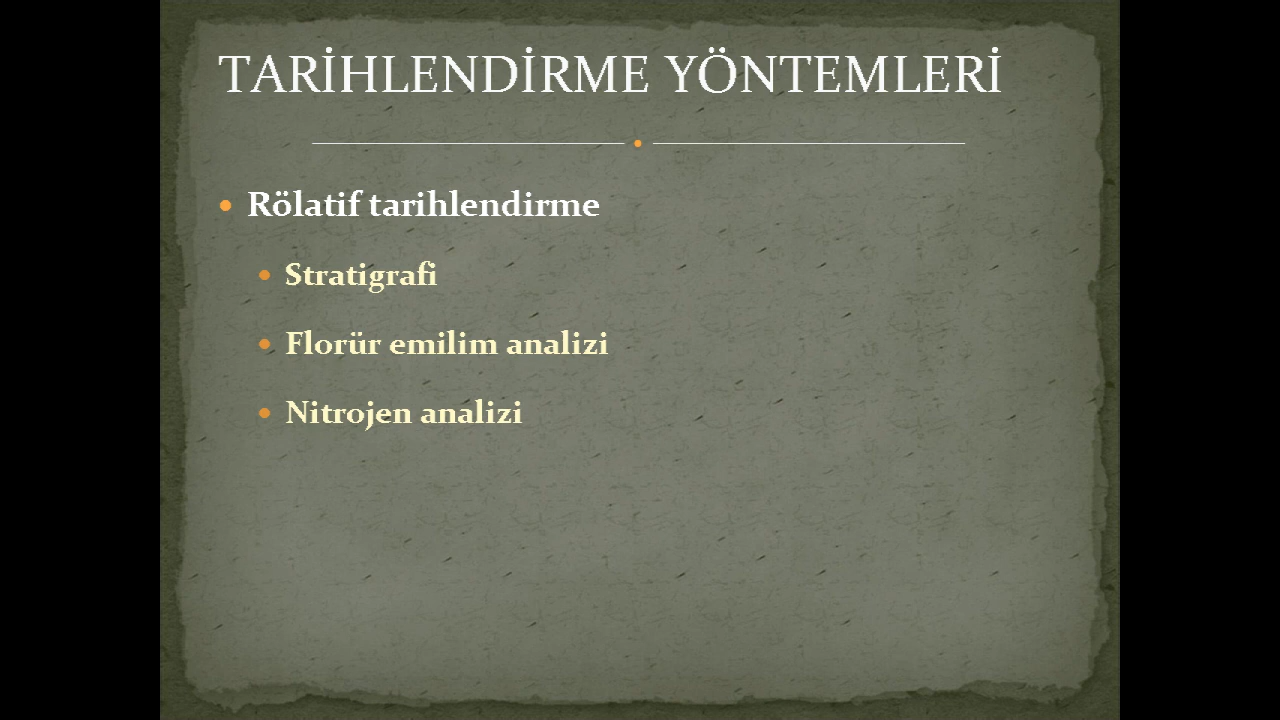 TARİHLENDİRME YÖNTEMLERİ
Rölatif tarihlendirme
Stratigrafi
Florür emilim analizi
Nitrojen analizi